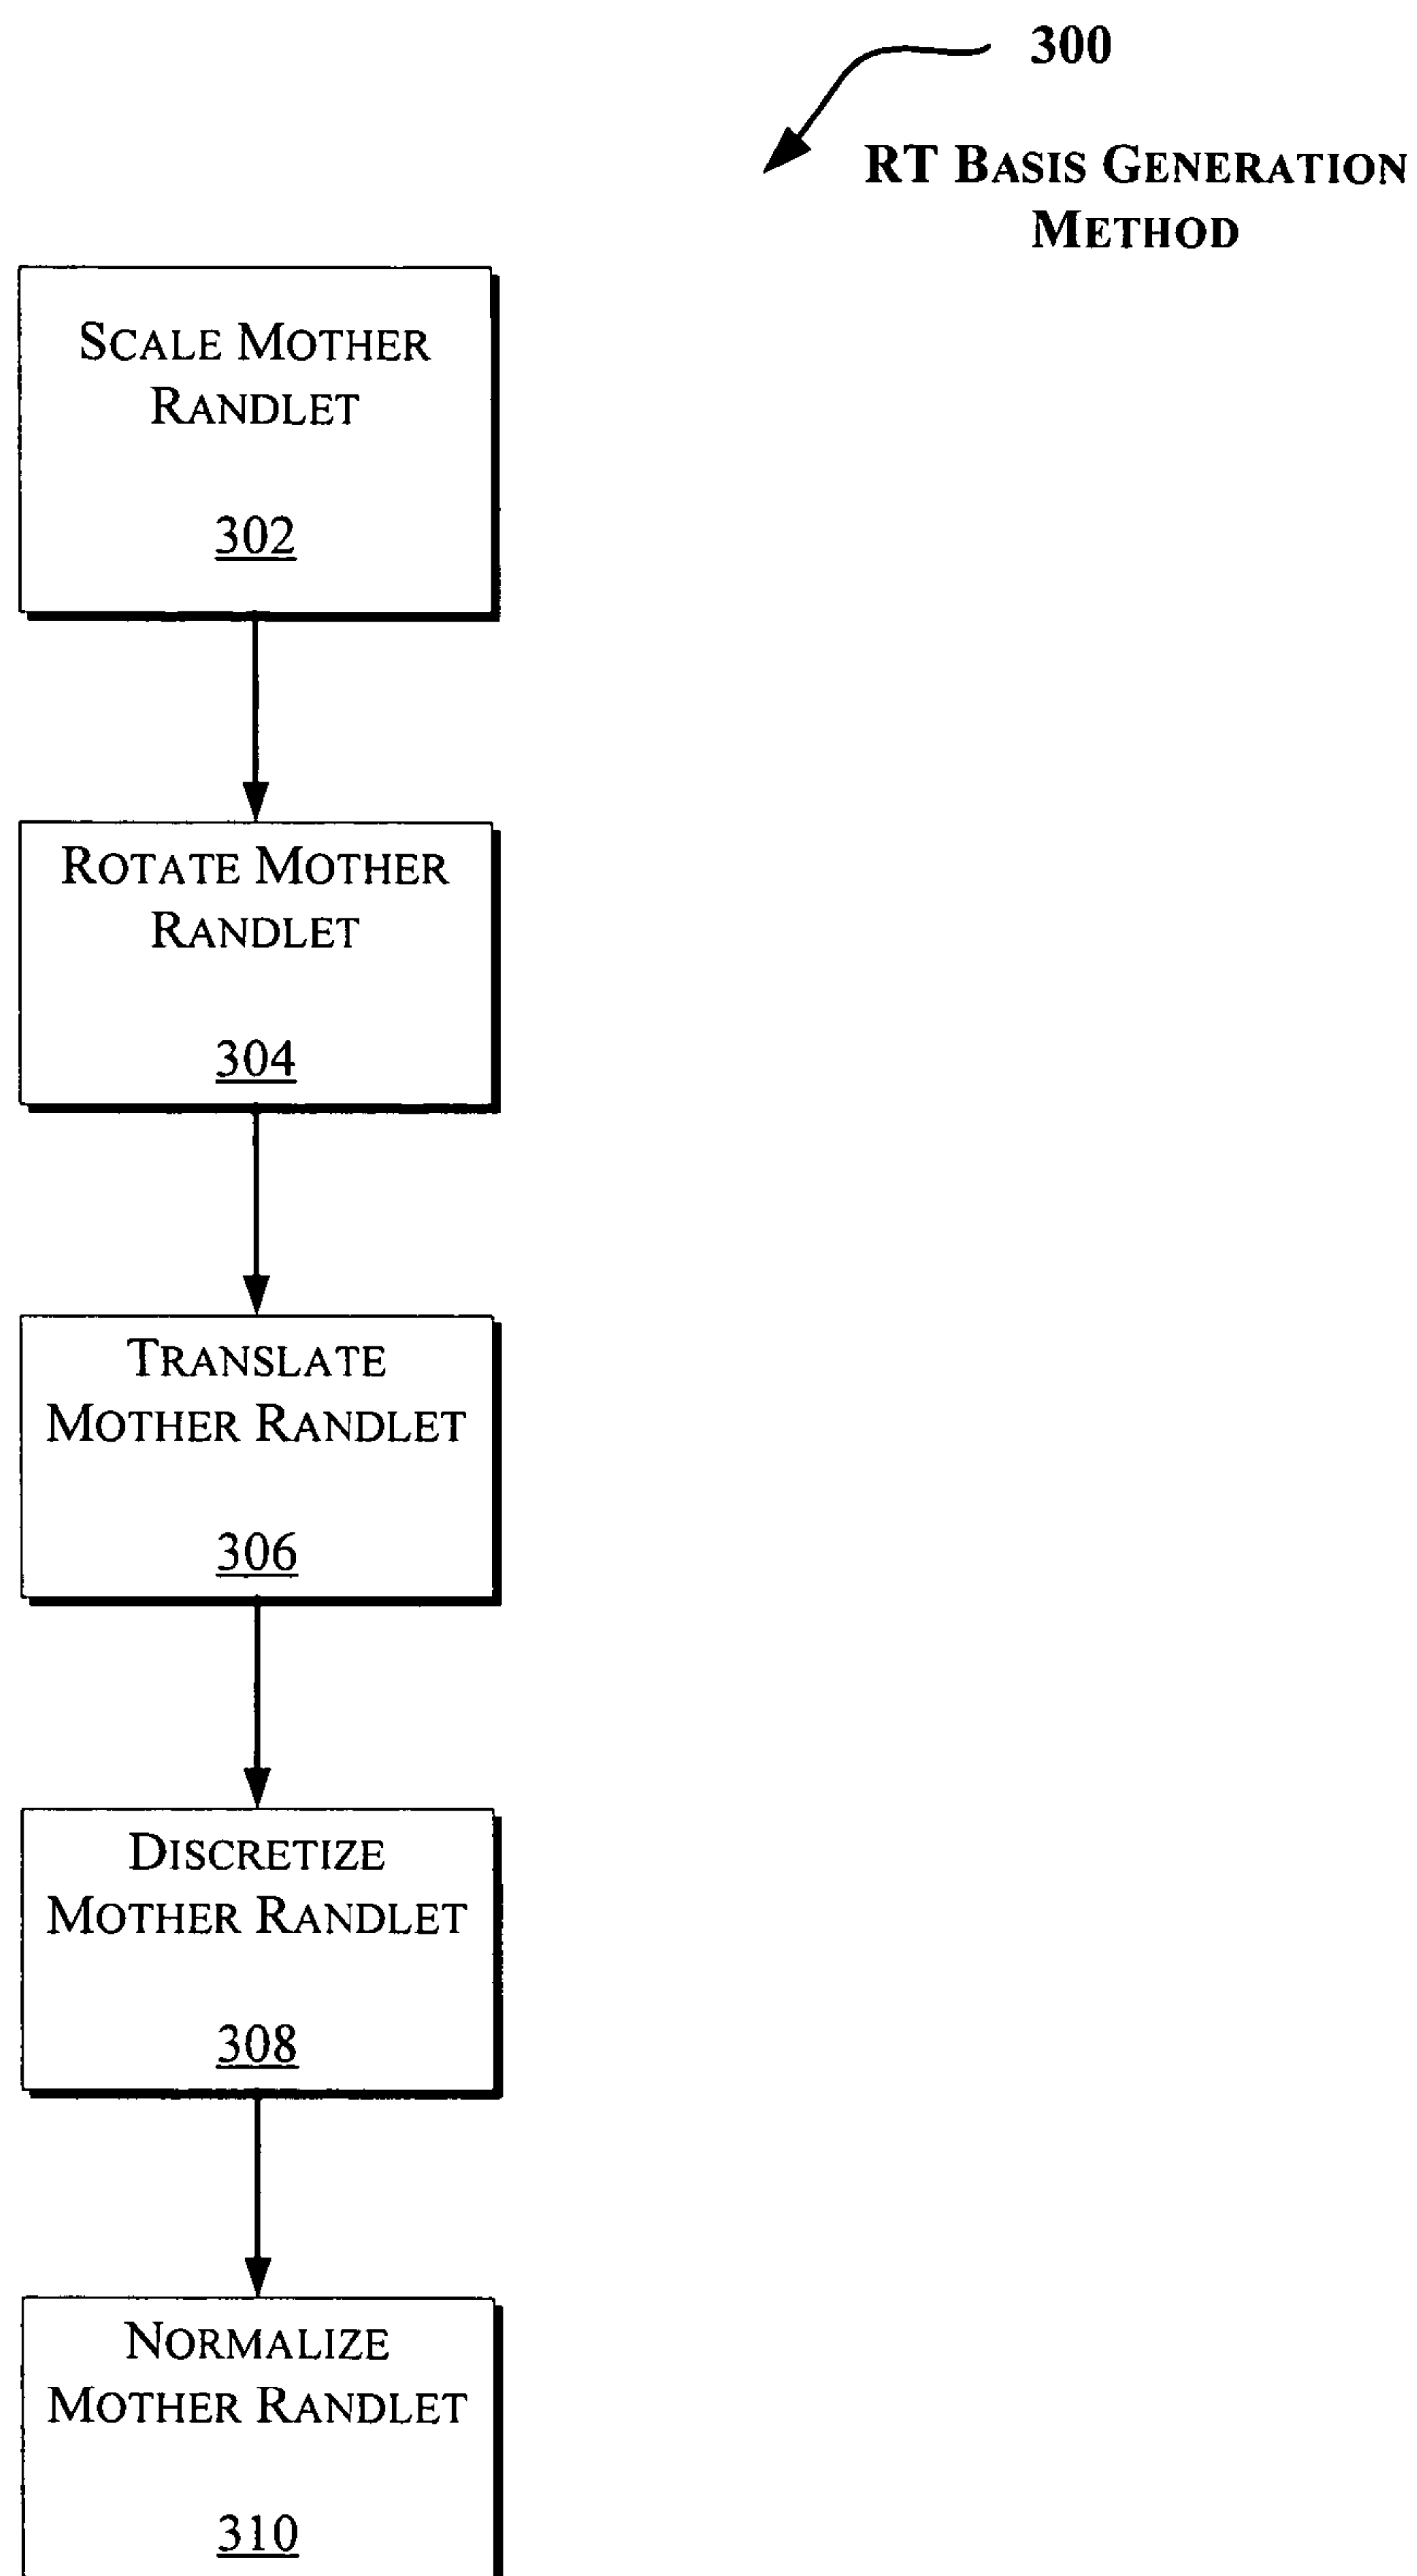 300
RT BASIS GENERATION
METHOD
SCALE MOTHER
RANDLET
302
ROTATE MOTHER
RANDLET
304
TRANSLATE
MOTHER RANDLET
306
DISCRETIZE
MOTHER RANDLET
308
NORMALIZE
MOTHER RANDLET
310